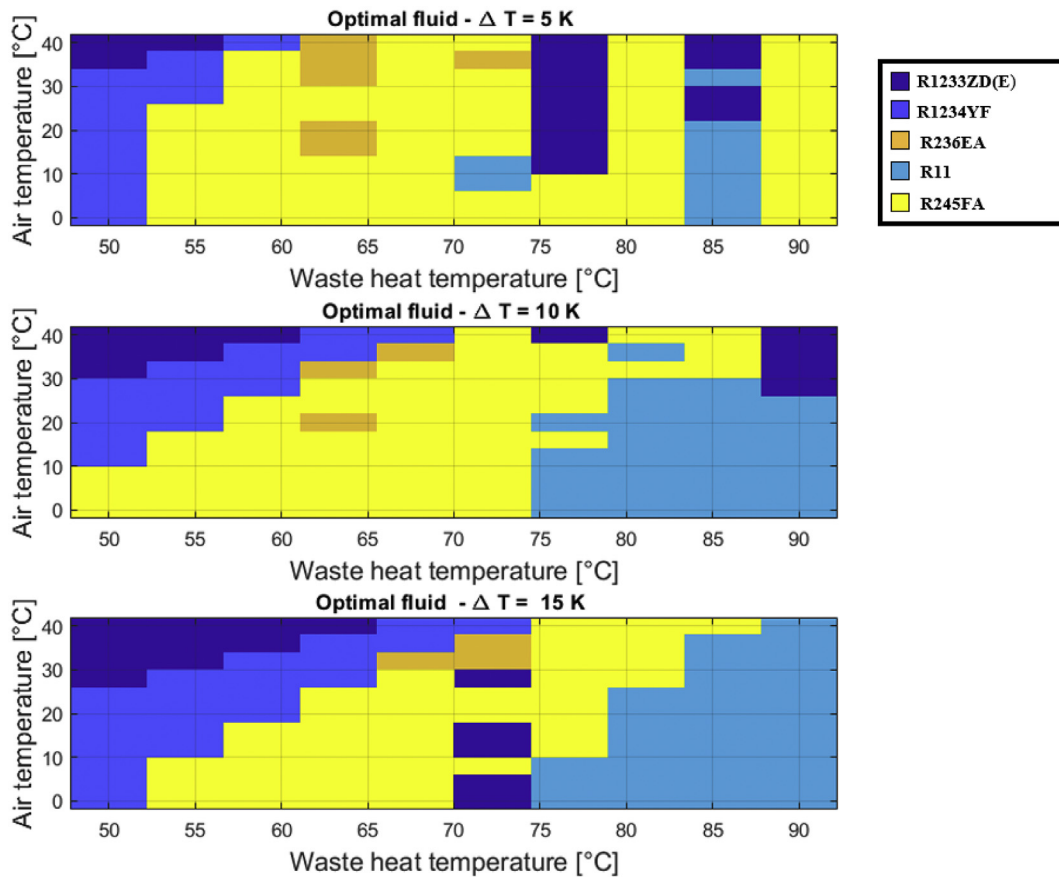 Optimal fluid - Δ T = 5 K
Air temperature [°C]
40
30
20
10
0
50 55 60 65 70 75 80 85 90
Waste heat temperature [°C]
R1233ZD(E)
R1234YF
R236EA
R11
R245FA
Optimal fluid - Δ T = 10 K
Air temperature [°C]
40
30
20
10
0
50 55 60 65 70 75 80 85 90
Waste heat temperature [°C]
Optimal fluid - Δ T = 15 K
Air temperature [°C]
40
30
20
10
0
50 55 60 65 70 75 80 85 90
Waste heat temperature [°C]